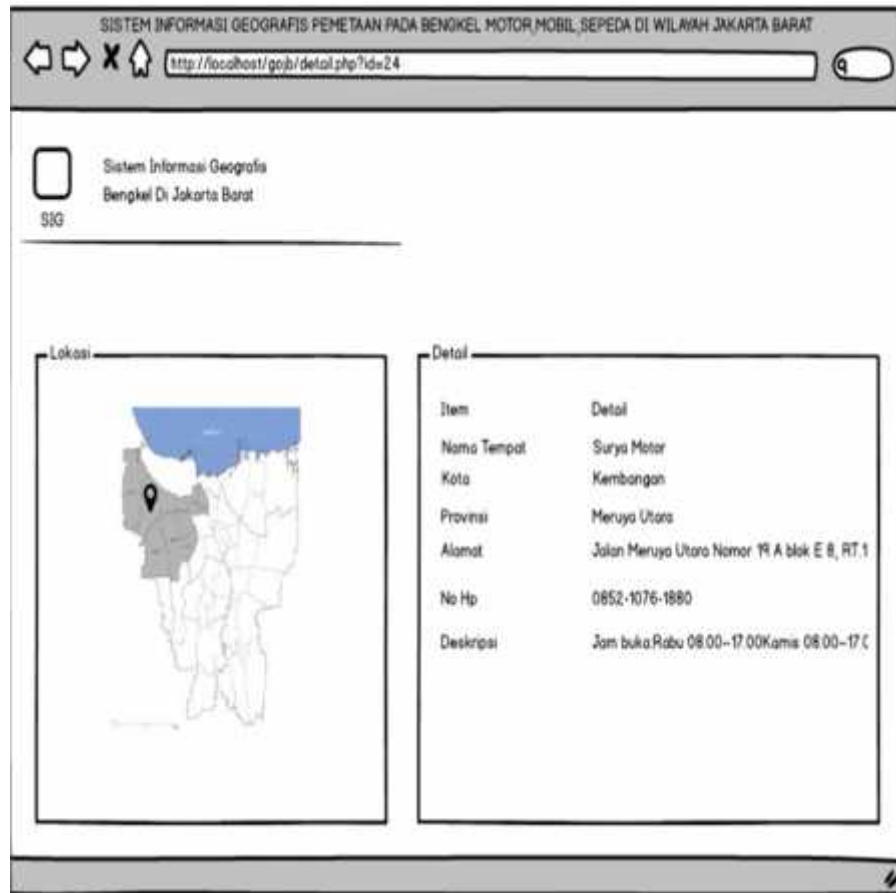 SISTEM INFORMASI GEOGRAFIS PEMETAAN PADA BENGKEL MOTOR,MOBIL,SEPEDA DI WILAYAH JAKARTA BARAT
http://localhost/gojb/detail.php?id=24
Sistem Informasi Geografis
Bengkel Di Jakarta Barat
SIG
Lokasi
Detail
Item Detail
Nama Tempat Surya Motor
Kota Kembangan
Provinsi Meruya Utara
Alamat Jalan Meruya Utara Nomor 19 A blok E 8, RT.1
No Hp 0852-1076-1880
Deskripsi Jam buka:Rabu 08.00–17.00Kamis 08.00–17.0